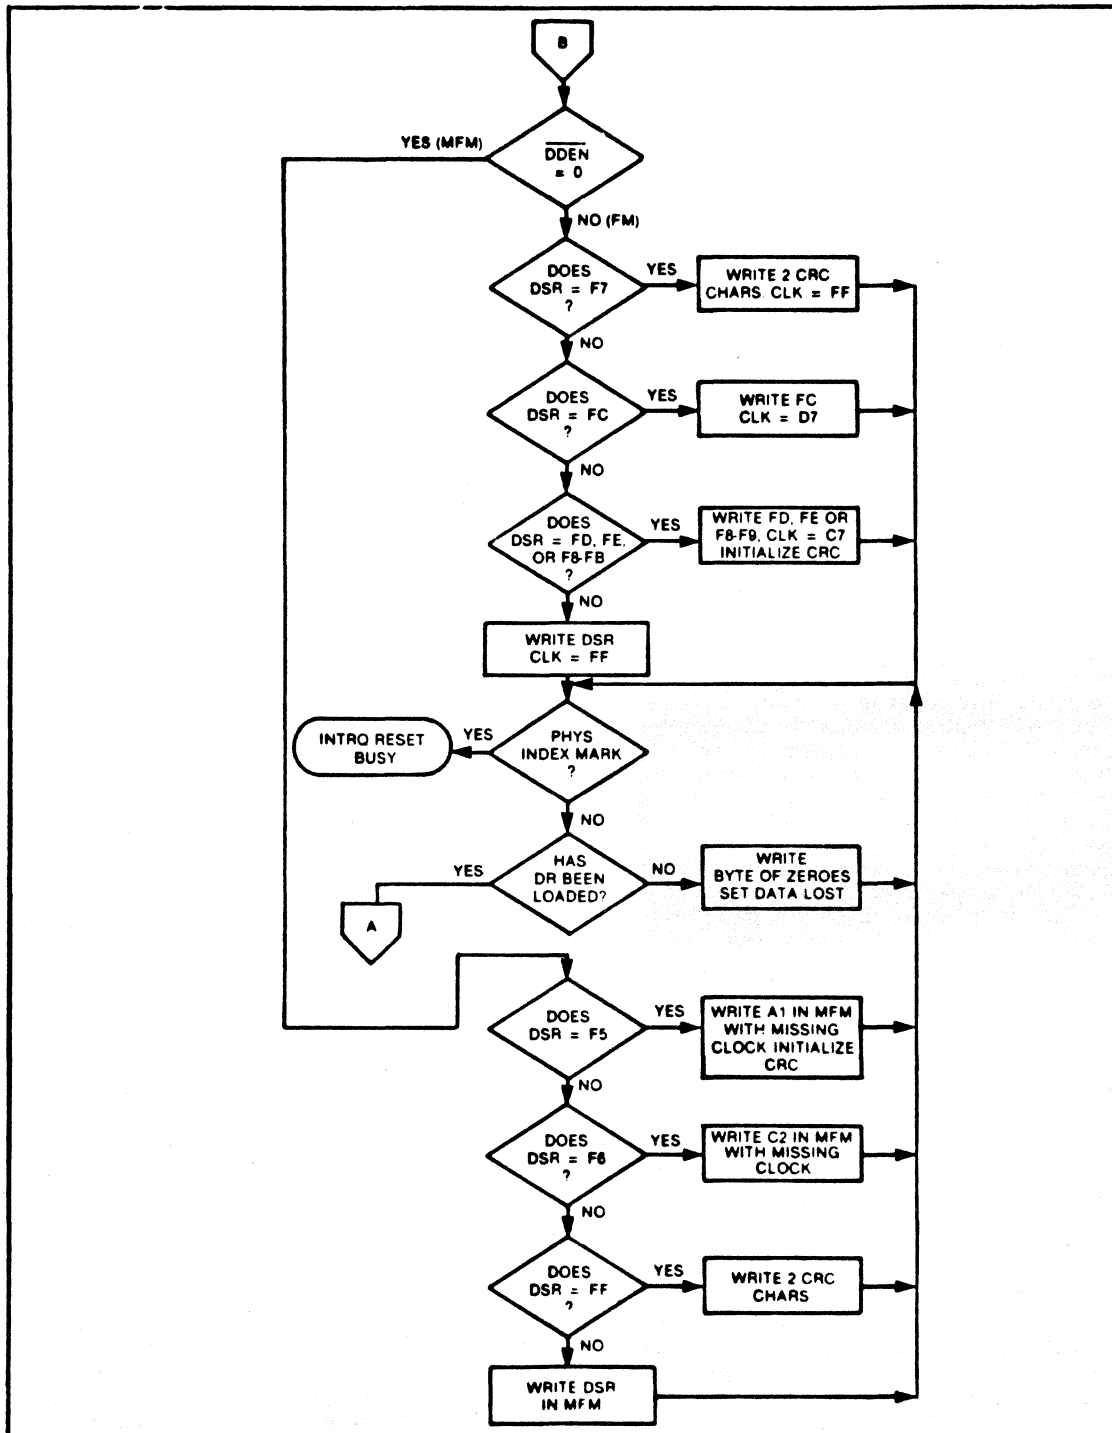 B
YES (MFM)
DDEN
= 0
NO (FM)
DOES
DSR = F7
?
YES
WRITE 2 CRC
CHARS. CLK = FF
NO
DOES
DSR = FC
?
YES
WRITE FC
CLK = D7
NO
DOES
DSR = FD, FE,
OR F8-FB
?
YES
WRITE FD, FE OR
F8-F9, CLK = C7
INITIALIZE CRC
NO
WRITE DSR
CLK = FF
INTRQ RESET
BUSY
YES
PHYS
INDEX MARK
?
NO
YES
HAS
DR BEEN
LOADED?
NO
WRITE
BYTE OF ZEROES
SET DATA LOST
A
DOES
DSR = F5
YES
WRITE A1 IN MFM
WITH MISSING
CLOCK INITIALIZE
CRC
NO
DOES
DSR = F6
?
YES
WRITE C2 IN MFM
WITH MISSING
CLOCK
NO
DOES
DSR = FF
?
YES
WRITE 2 CRC
CHARS
NO
WRITE DSR
IN MFM